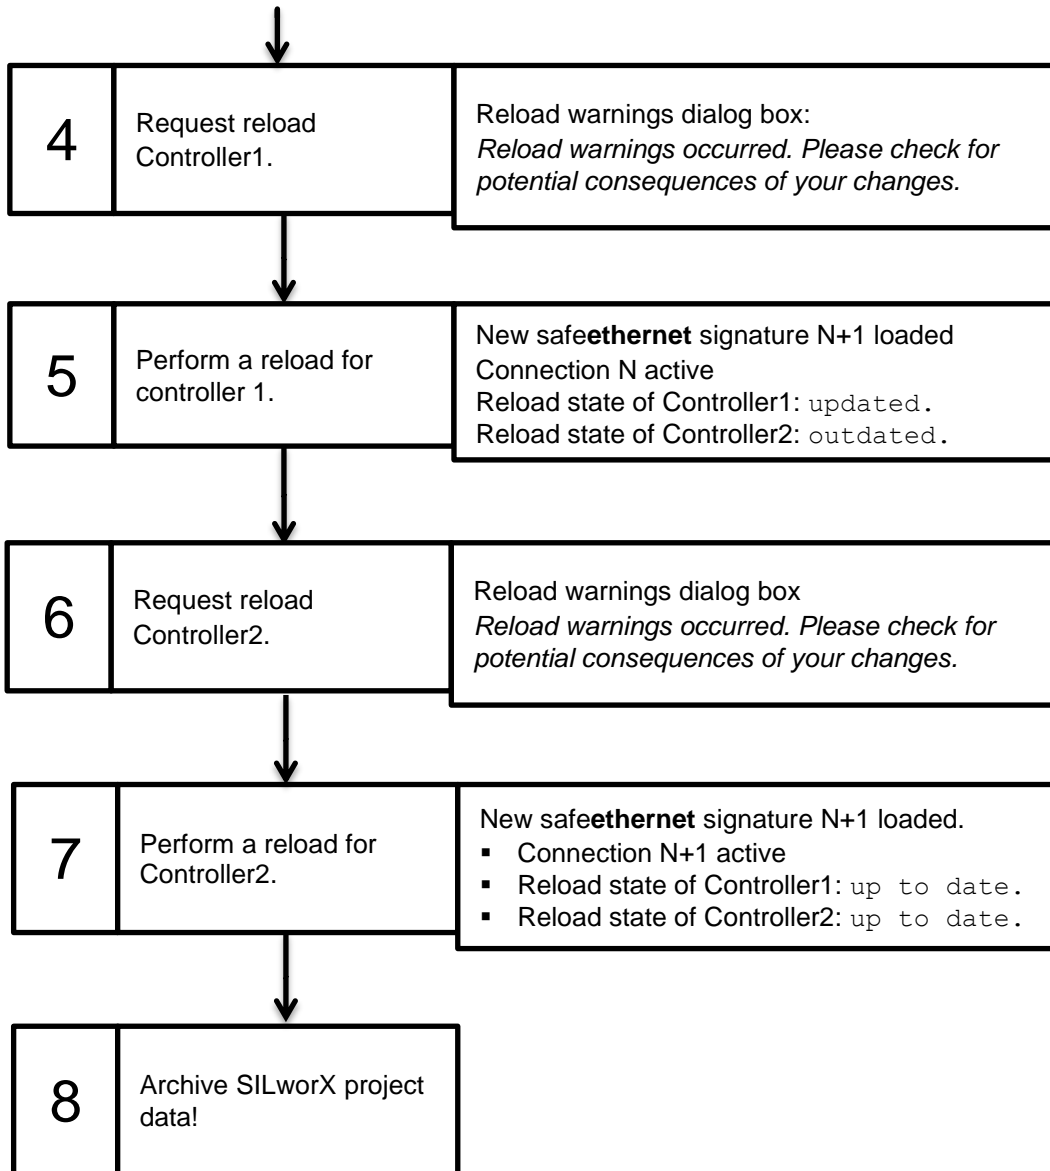 4
Request reload
Controller1.
Reload warnings dialog box:
Reload warnings occurred. Please check for
potential consequences of your changes.
5
Perform a reload for
controller 1.
New safeethernet signature N+1 loaded
Connection N active
Reload state of Controller1: updated.
Reload state of Controller2: outdated.
6
Request reload
Controller2.
Reload warnings dialog box
Reload warnings occurred. Please check for
potential consequences of your changes.
7
Perform a reload for
Controller2.
New safeethernet signature N+1 loaded.
▪ Connection N+1 active
▪ Reload state of Controller1: up to date.
▪ Reload state of Controller2: up to date.
8
Archive SILworX project
data!